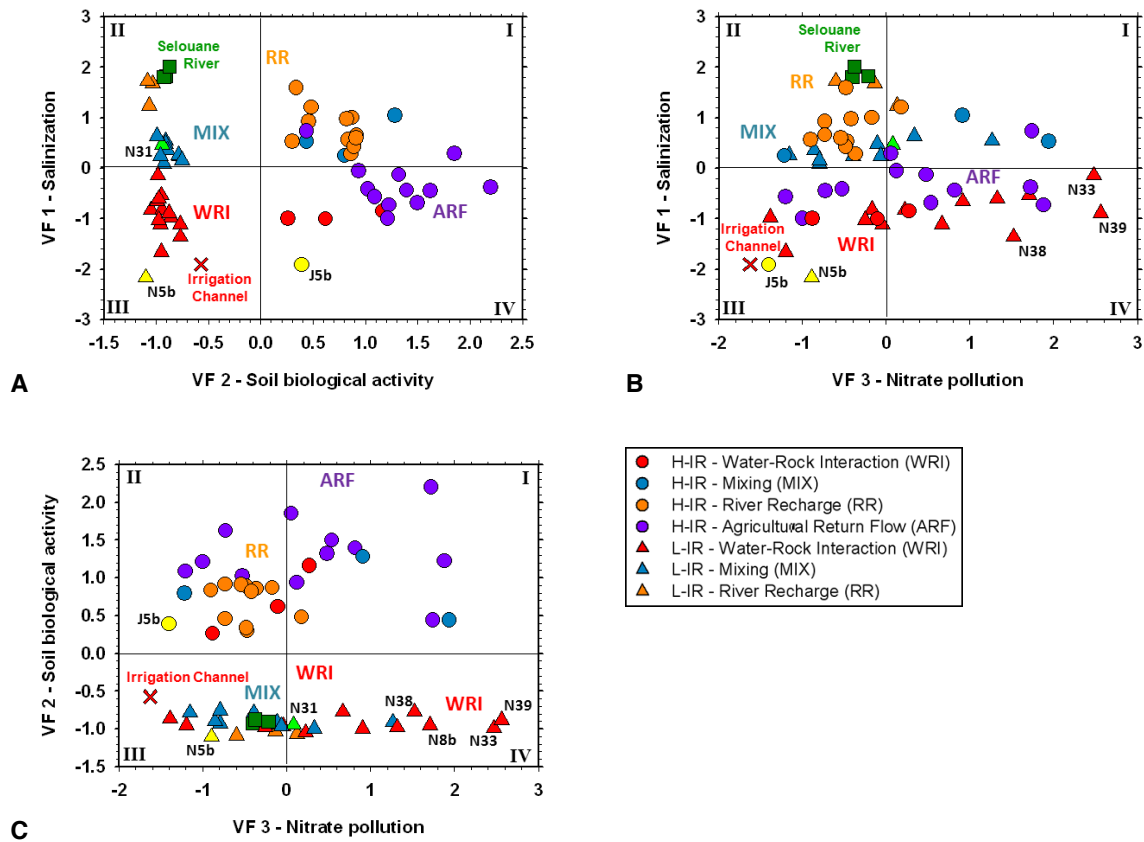 II
I
Selouane
River
RR
MIX
N31
WRI
ARF
Irrigation
Channel
N5b
J5b
III
IV
3
2
1
0
-1
-2
-3
-1.5
-1.0
-0.5
0.0
0.5
1.0
1.5
2.0
2.5
VF 1 - Salinization
VF 2 - Soil biological activity
A
II
I
Selouane
River
RR
MIX
ARF
N33
N39
N38
WRI
Irrigation
Channel
J5b
N5b
III
IV
3
2
1
0
-1
-2
-3
-2
-1
0
1
2
3
VF 1 - Salinization
VF 3 - Nitrate pollution
B
II
I
ARF
RR
J5b
Irrigation Channel
WRI
MIX
N31
N38
WRI
N39
N5b
N8b
N33
III
IV
2.5
2.0
1.5
1.0
0.5
0.0
-0.5
-1.0
-1.5
-2
-1
0
1
2
3
VF 2 - Soil biological activity
VF 3 - Nitrate pollution
C
H-IR - Water-Rock Interaction (WRI)
H-IR - Mixing (MIX)
H-IR - River Recharge (RR)
H-IR - Agricultural Return Flow (ARF)
L-IR - Water-Rock Interaction (WRI)
L-IR - Mixing (MIX)
L-IR - River Recharge (RR)